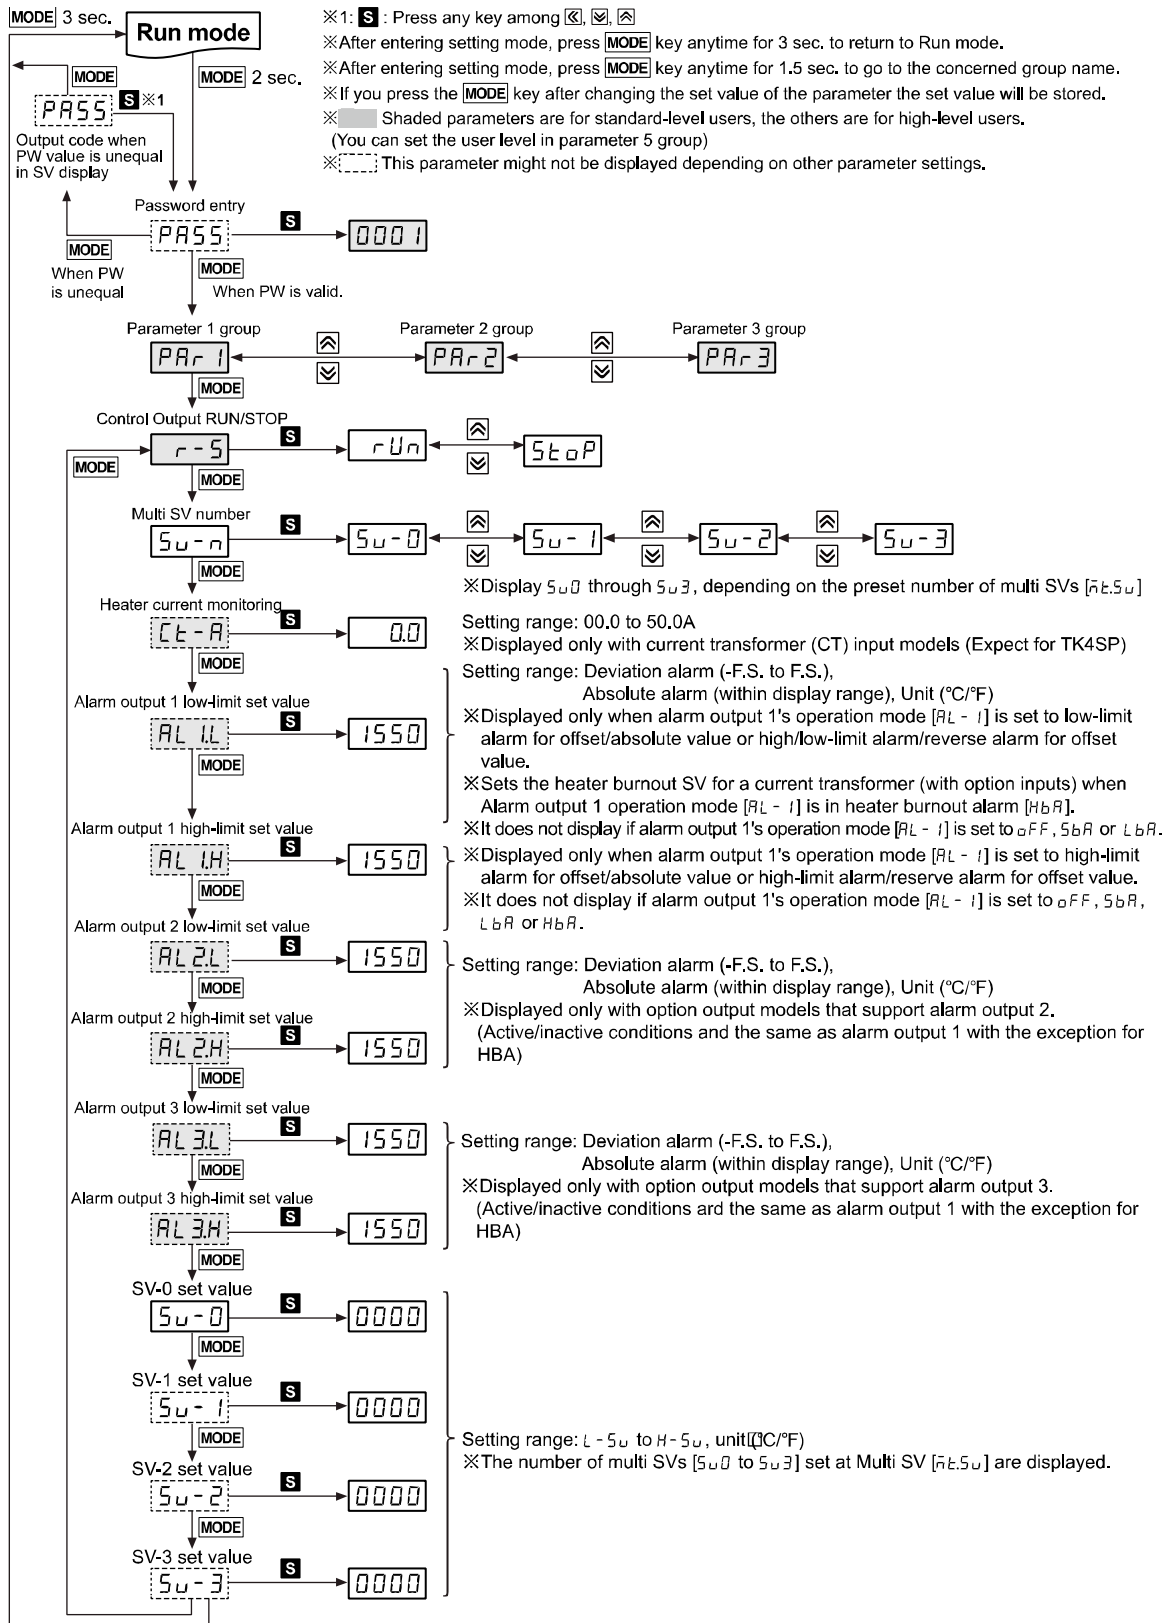 MODE 3 sec.
Run mode
※1: S : Press any key among «, ︾, ︽
※After entering setting mode, press MODE key anytime for 3 sec. to return to Run mode.
※After entering setting mode, press MODE key anytime for 1.5 sec. to go to the concerned group name.
※If you press the MODE key after changing the set value of the parameter the set value will be stored.
※ Shaded parameters are for standard-level users, the others are for high-level users.
(You can set the user level in parameter 5 group)
※ This parameter might not be displayed depending on other parameter settings.
MODE
MODE 2 sec.
PASS S ※1
Output code when
PW value is unequal
in SV display
Password entry
PASS S 0001
MODE
When PW
is unequal
MODE
When PW is valid.
Parameter 1 group Parameter 2 group Parameter 3 group
PAr1 PAr2 PAr3
MODE
Control Output RUN/STOP
r-S S rUn StoP
MODE
MODE
Multi SV number
Su-n S Su-0 Su-1 Su-2 Su-3
MODE
※Display Su0 through Su3, depending on the preset number of multi SVs [mt.Su]
Heater current monitoring
Ct-A S 0.0
MODE
Setting range: 00.0 to 50.0A
※Displayed only with current transformer (CT) input models (Expect for TK4SP)
Alarm output 1 low-limit set value
AL1.L S 1550
MODE
Setting range: Deviation alarm (-F.S. to F.S.),
Absolute alarm (within display range), Unit (°C/°F)
※Displayed only when alarm output 1's operation mode [AL-1] is set to low-limit
alarm for offset/absolute value or high/low-limit alarm/reverse alarm for offset
value.
※Sets the heater burnout SV for a current transformer (with option inputs) when
Alarm output 1 operation mode [AL-1] is in heater burnout alarm [HbA].
※It does not display if alarm output 1's operation mode [AL-1] is set to oFF, SbA or LbA.
Alarm output 1 high-limit set value
AL1.H S 1550
MODE
※Displayed only when alarm output 1's operation mode [AL-1] is set to high-limit
alarm for offset/absolute value or high-limit alarm/reserve alarm for offset value.
※It does not display if alarm output 1's operation mode [AL-1] is set to oFF, SbA,
LbA or HbA.
Alarm output 2 low-limit set value
AL2.L S 1550
MODE
Alarm output 2 high-limit set value
AL2.H S 1550
MODE
Setting range: Deviation alarm (-F.S. to F.S.),
Absolute alarm (within display range), Unit (°C/°F)
※Displayed only with option output models that support alarm output 2.
(Active/inactive conditions and the same as alarm output 1 with the exception for
HBA)
Alarm output 3 low-limit set value
AL3.L S 1550
MODE
Alarm output 3 high-limit set value
AL3.H S 1550
MODE
Setting range: Deviation alarm (-F.S. to F.S.),
Absolute alarm (within display range), Unit (°C/°F)
※Displayed only with option output models that support alarm output 3.
(Active/inactive conditions ard the same as alarm output 1 with the exception for
HBA)
SV-0 set value
Su-0 S 0000
MODE
SV-1 set value
Su-1 S 0000
MODE
SV-2 set value
Su-2 S 0000
MODE
SV-3 set value
Su-3 S 0000
Setting range: L-Su to H-Su, unit (°C/°F)
※The number of multi SVs [Su0 to Su3] set at Multi SV [mt.Su] are displayed.